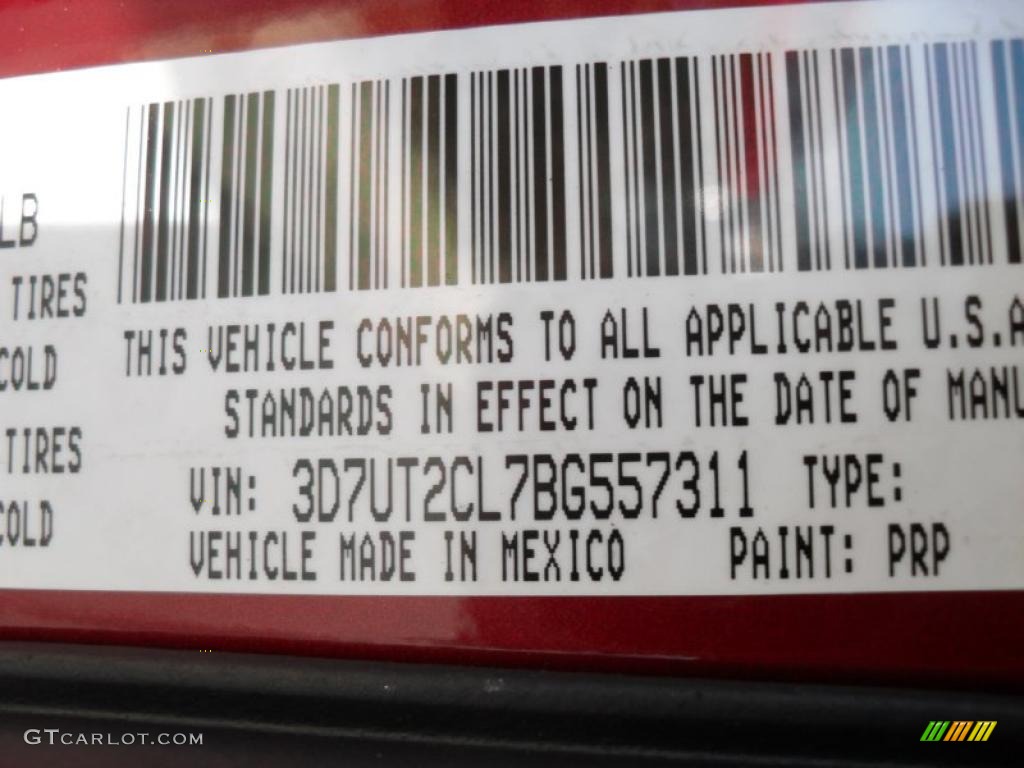 LB
TIRES
COLD
TIRES
COLD
THIS VEHICLE CONFORMS TO ALL APPLICABLE U.S.A
STANDARDS IN EFFECT ON THE DATE OF MANU
VIN: 3D7UT2CL7BG557311 TYPE:
VEHICLE MADE IN MEXICO PAINT: PRP
GTCARLOT.COM